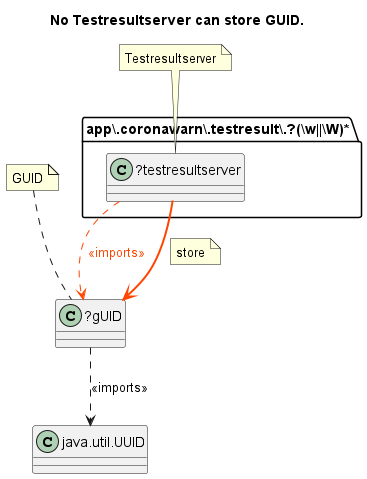 No Testresultserver can store GUID.
Testresultserver
app\.coronawarn\.testresult\.?(\w||\W)*
C ?testresultserver
GUID
«imports»
store
C ?gUID
«imports»
C java.util.UUID